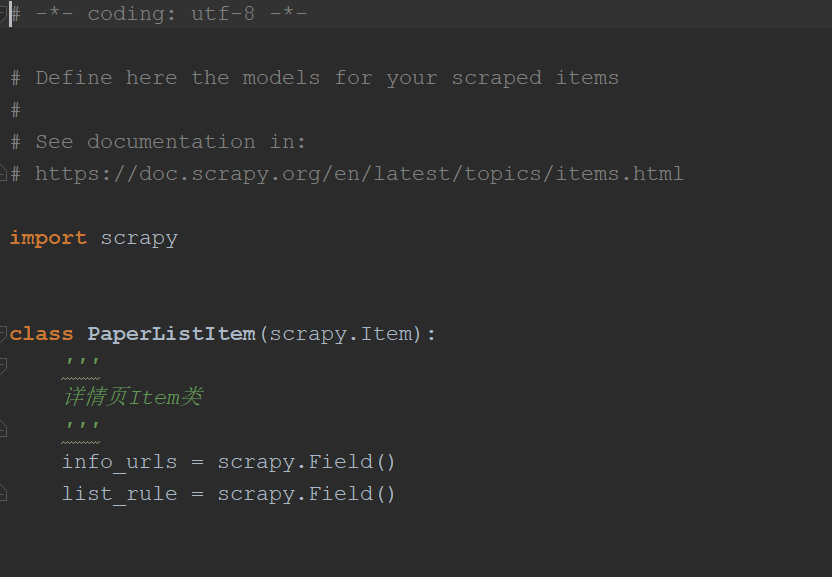 # -*- coding: utf-8 -*-
# Define here the models for your scraped items
#
# See documentation in:
# https://doc.scrapy.org/en/latest/topics/items.html
import scrapy
class PaperListItem(scrapy.Item):
    '''
    详情页Item类
    '''
    info_urls = scrapy.Field()
    list_rule = scrapy.Field()